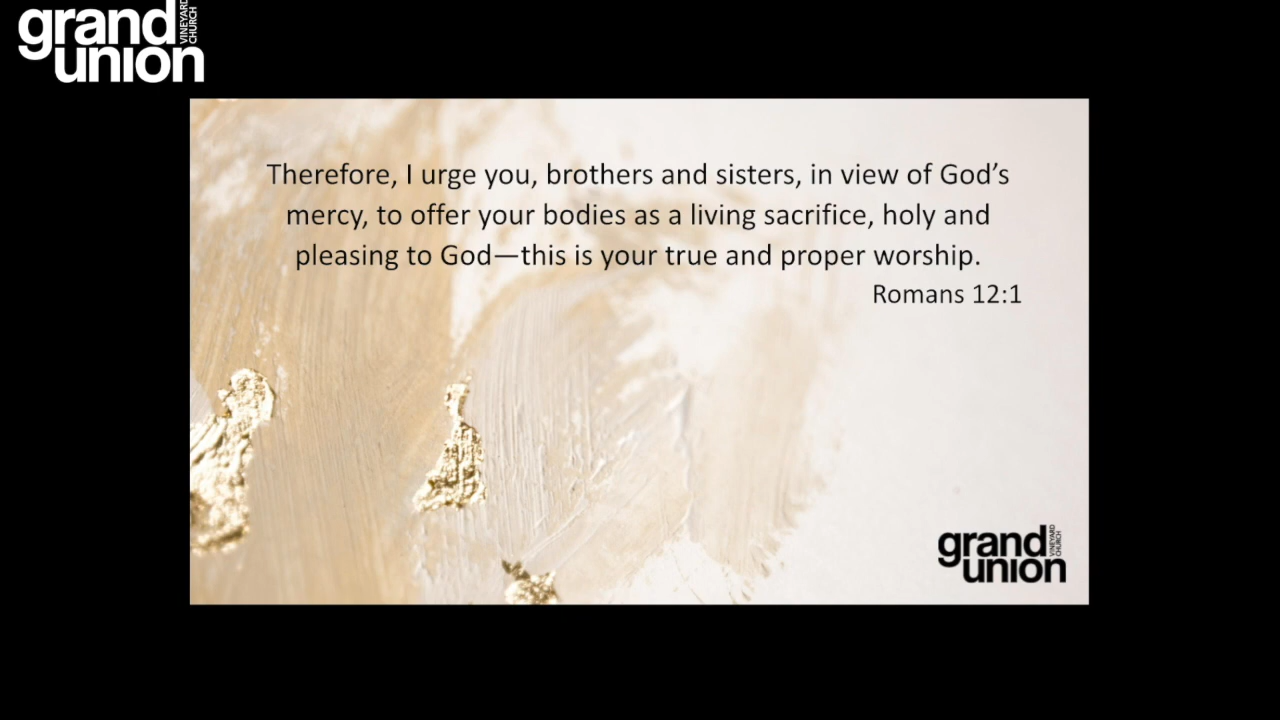 grand
union
VINEYARD
CHURCH
Therefore, I urge you, brothers and sisters, in view of God’s
mercy, to offer your bodies as a living sacrifice, holy and
pleasing to God—this is your true and proper worship.
Romans 12:1
grand
union
VINEYARD
CHURCH